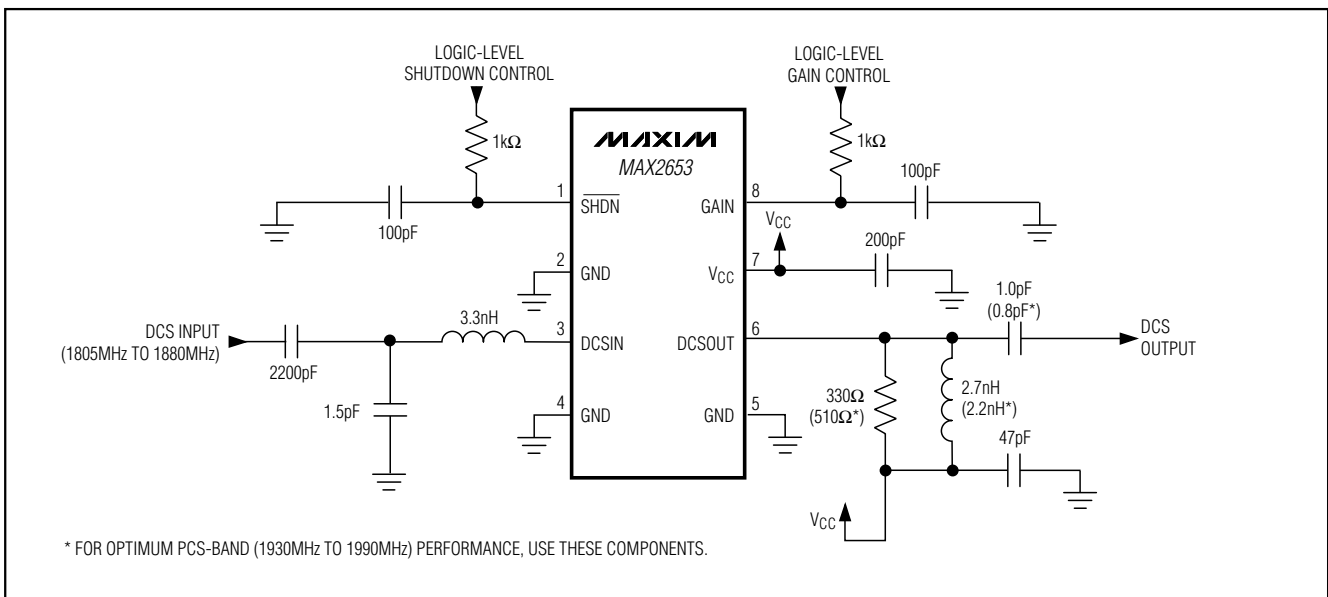 LOGIC-LEVEL
SHUTDOWN CONTROL
LOGIC-LEVEL
GAIN CONTROL
1kΩ
MAXIM
MAX2653
1kΩ
100pF
1
SHDN
GAIN
8
100pF
VCC
200pF
2
GND
VCC
7
1.0pF
(0.8pF*)
DCS INPUT
(1805MHz TO 1880MHz)
2200pF
3.3nH
3
DCSIN
DCSOUT
6
DCS
OUTPUT
1.5pF
330Ω
(510Ω*)
2.7nH
(2.2nH*)
4
GND
GND
5
47pF
VCC
* FOR OPTIMUM PCS-BAND (1930MHz TO 1990MHz) PERFORMANCE, USE THESE COMPONENTS.